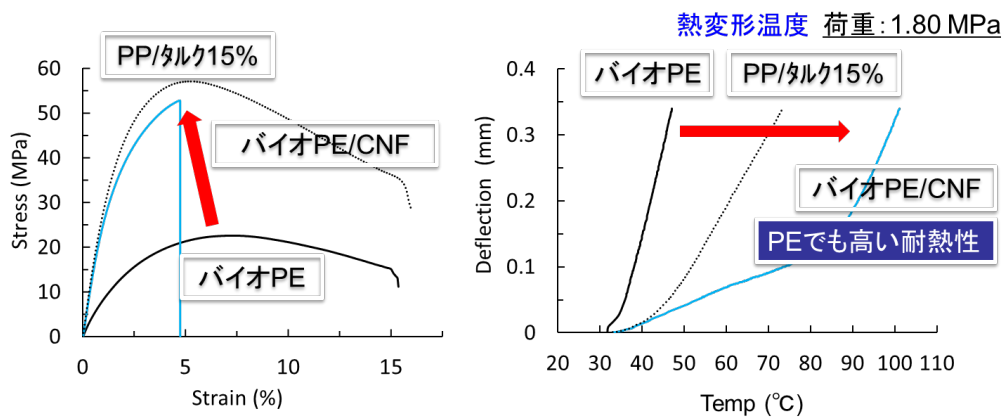 PP/タルク15%
60
50
40
30
20
10
0
Stress (MPa)
バイオPE/CNF
バイオPE
0 5 10 15
Strain (%)
熱変形温度 荷重：1.80 MPa
バイオPE PP/タルク15%
0.4
0.3
0.2
0.1
0
Deflection (mm)
バイオPE/CNF
PEでも高い耐熱性
20 30 40 50 60 70 80 90 100 110
Temp (℃)